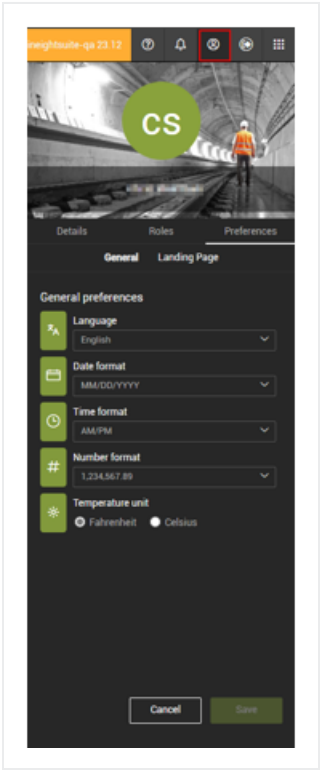 ineightsuite-qa 23.12
CS
Details Roles Preferences
General Landing Page
General preferences
Language
English
Date format
MM/DD/YYYY
Time format
AM/PM
Number format
1,234,567.89
Temperature unit
Fahrenheit Celsius
Cancel Save